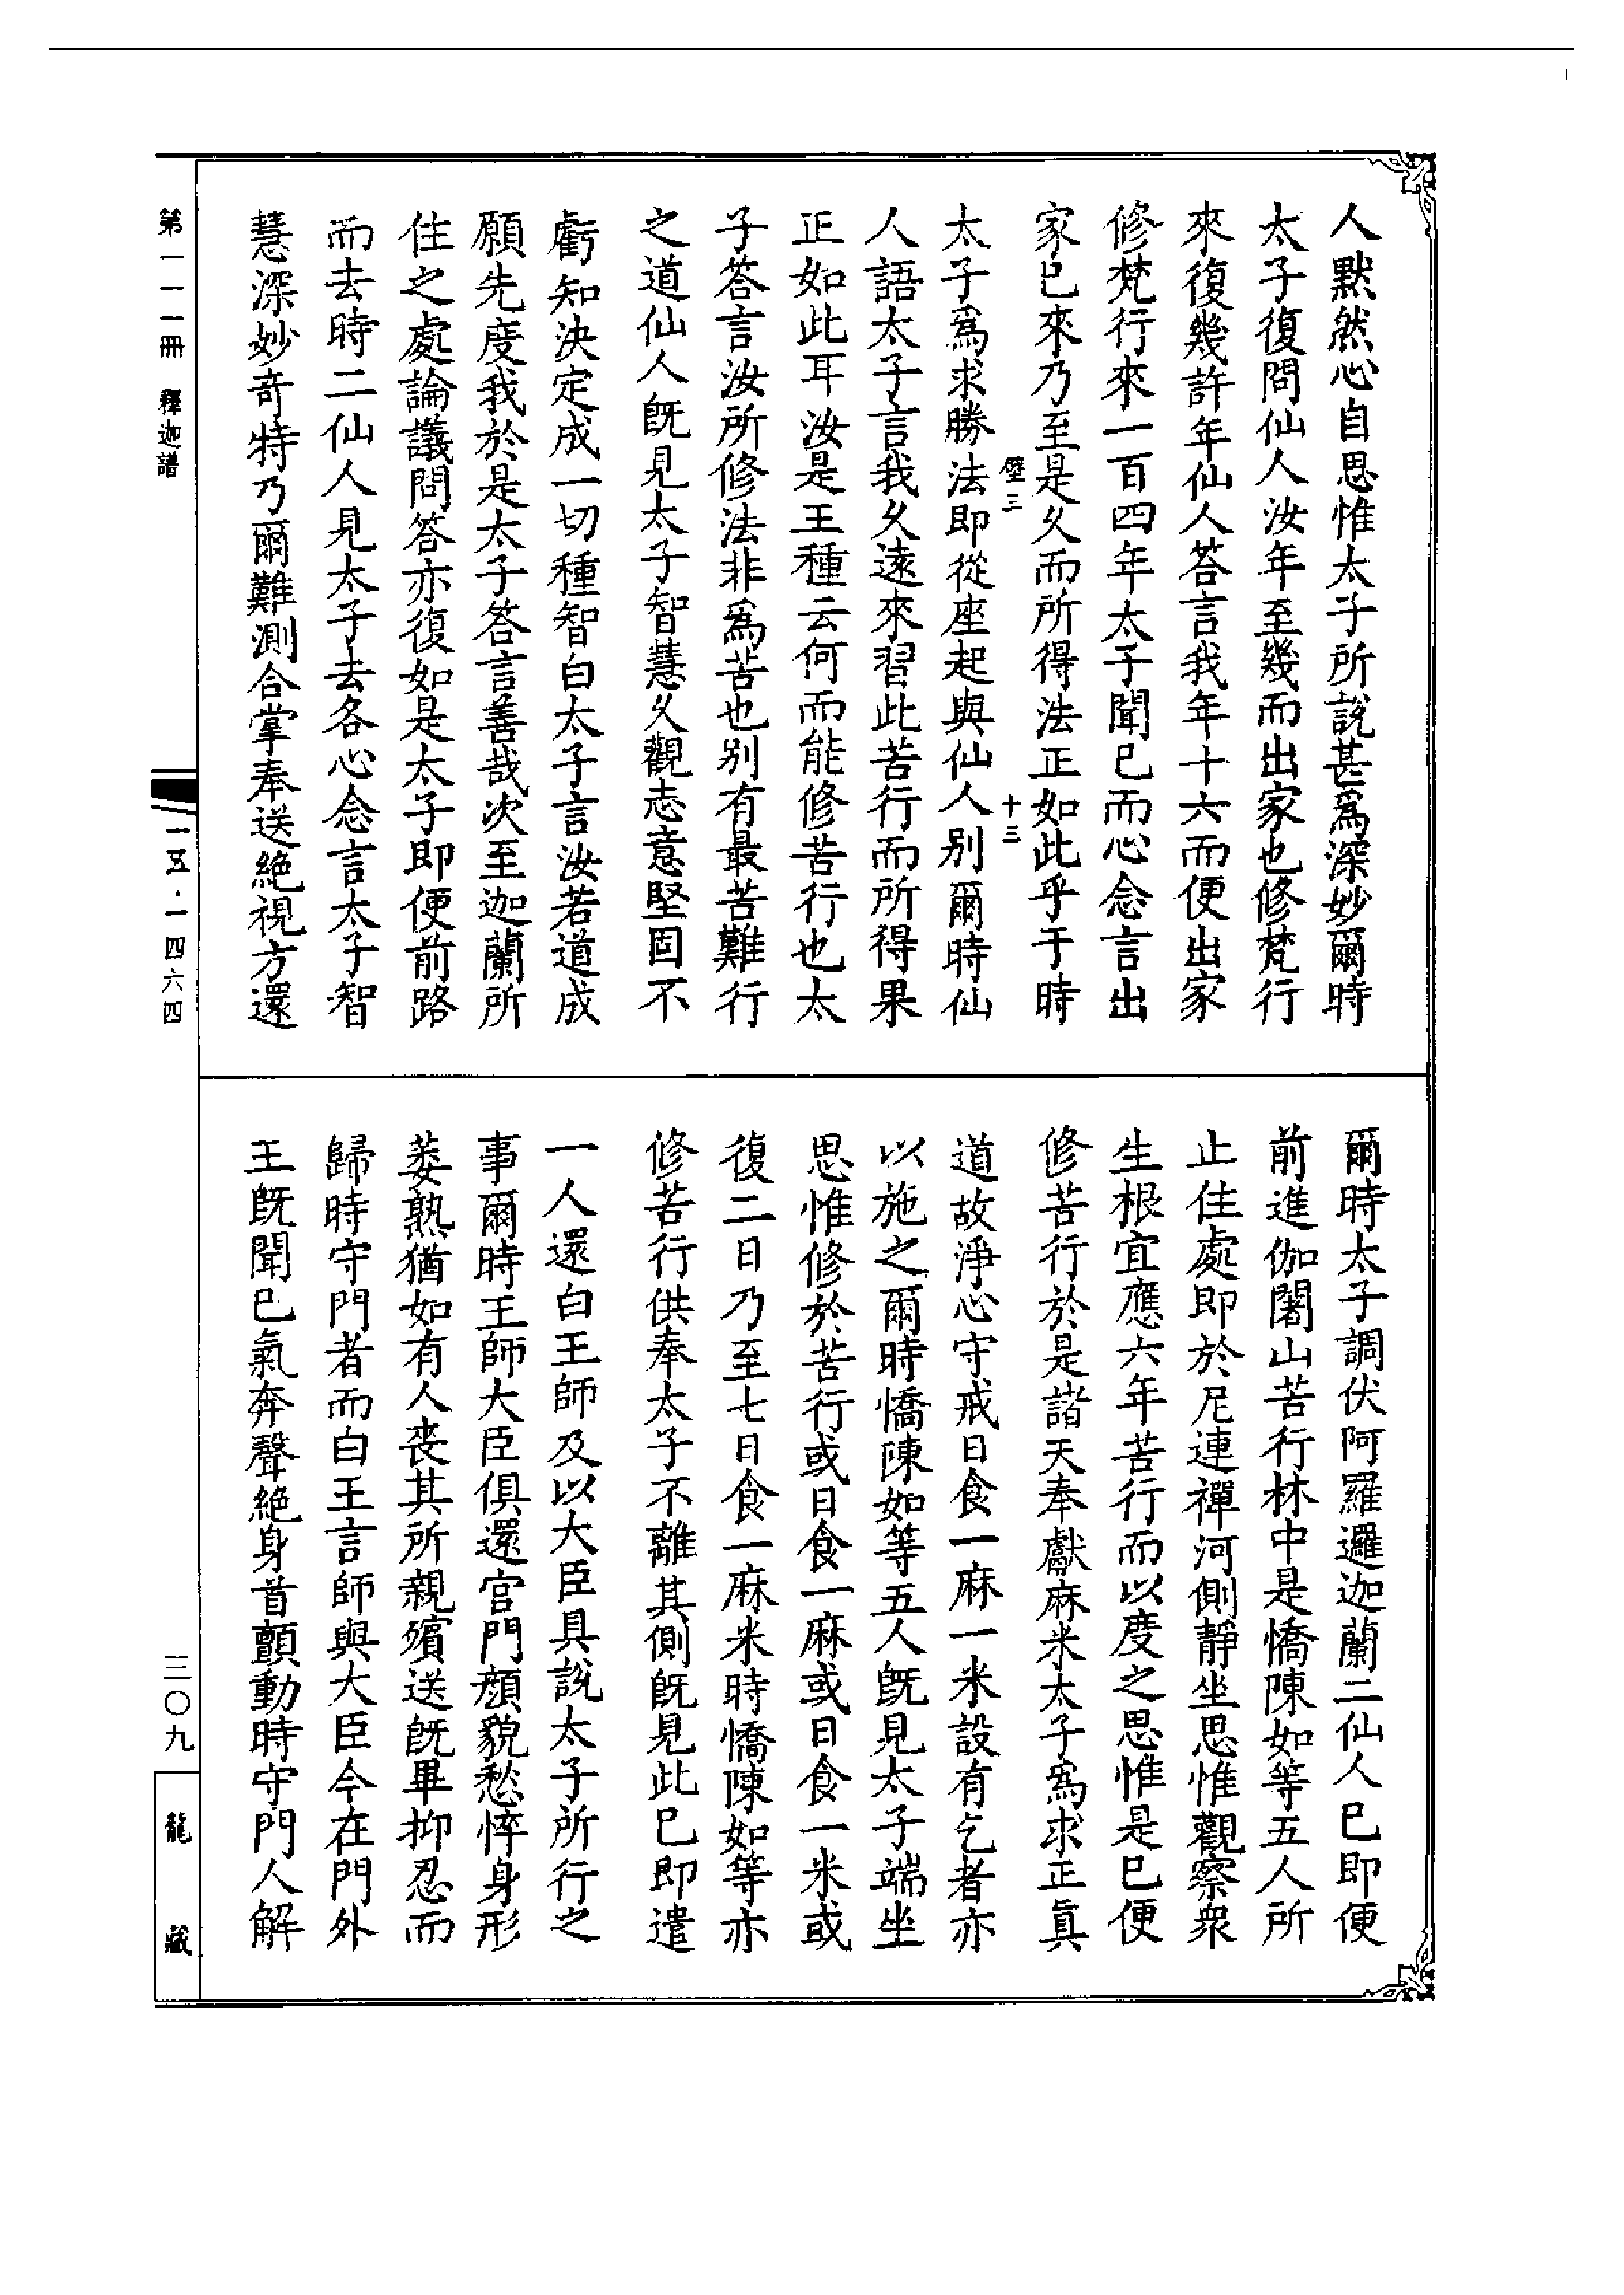 人默然心自思惟太子所說甚爲深妙爾時
太子復問仙人汝年至幾而出家也修梵行
來復幾許年仙人荅言我年十六而便出家
修梵行來一百四年太子聞已而心念言出
家已來乃至是久而所得法正如此乎于時
壁三 十三
太子爲求勝法即從座起與仙人別爾時仙
人語太子言我久遠來習此苦行而所得果
正如此耳汝是王種云何而能修苦行也太
子答言汝所修法非爲苦也別有最苦難行
之道仙人旣見太子智慧久觀志意堅固不
虧知決定成一切種智白太子言汝若道成
願先度我於是太子答言善哉次至迦蘭所
住之處論議問答亦復如是太子即便前路
而去時二仙人見太子去各心念言太子智
慧深妙奇特乃爾難測合掌奉送絕視方還
爾時太子調伏阿羅邏迦蘭二仙人已即便
前進伽闍山苦行林中是憍陳如等五人所
止住處即於尼連禪河側靜坐思惟觀察衆
生根宜應六年苦行而以度之思惟是已便
修苦行於是諸天奉獻麻米太子爲求正眞
道故淨心守戒日食一麻一米設有乞者亦
以施之爾時憍陳如等五人旣見太子端坐
思惟修於苦行或日食一麻或日食一米或
復二日乃至七日食一麻米時憍陳如等亦
修苦行供奉太子不離其側旣見此已即遣
一人還白王師及以大臣具說太子所行之
事爾時王師大臣俱還宮門顏貌愁悴身形
萎熟猶如有人喪其所親殯送旣畢抑忍而
歸時守門者而白王言師與大臣今在門外
王旣聞已氣奔聲絕身首顫動時守門人解
第一一一冊 釋迦譜
一五·一四六四
三〇九
龍藏